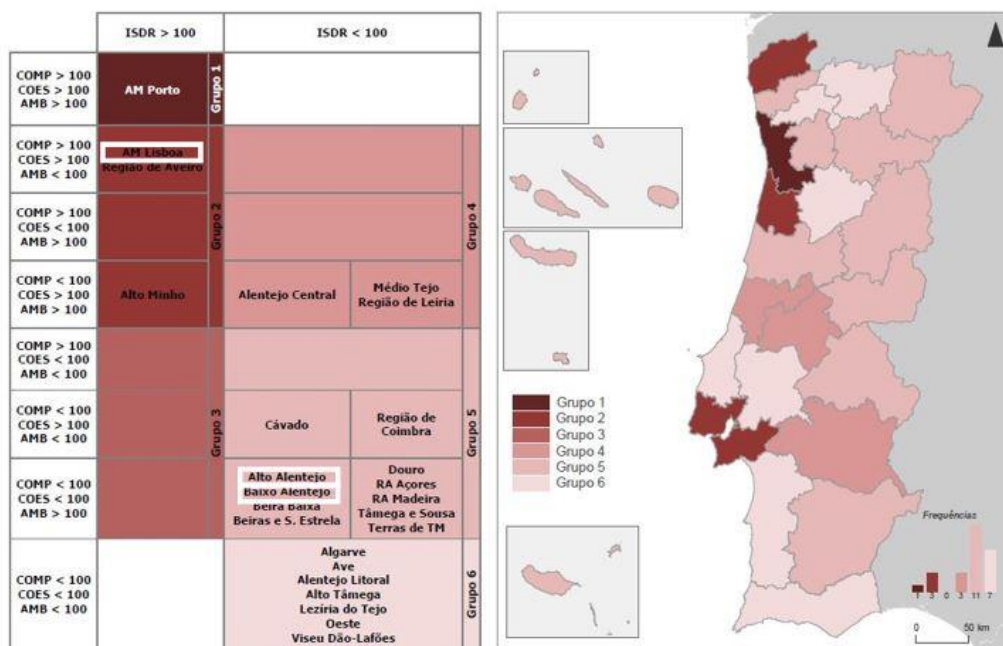 ISDR > 100
ISDR < 100
COMP > 100
COES > 100
AMB > 100
AM Porto
Grupo 1
COMP > 100
COES > 100
AMB < 100
AM Lisboa
Região de Aveiro
COMP > 100
COES < 100
AMB > 100
Grupo 2
Grupo 4
COMP < 100
COES > 100
AMB > 100
Alto Minho
Alentejo Central
Médio Tejo
Região de Leiria
COMP > 100
COES < 100
AMB < 100
COMP < 100
COES > 100
AMB < 100
Grupo 3
Cávado
Região de
Coimbra
Grupo 5
COMP < 100
COES < 100
AMB > 100
Alto Alentejo
Baixo Alentejo
Beira Baixa
Beiras e S. Estrela
Douro
RA Açores
RA Madeira
Tâmega e Sousa
Terras de TM
COMP < 100
COES < 100
AMB < 100
Algarve
Ave
Alentejo Litoral
Alto Tâmega
Lezíria do Tejo
Oeste
Viseu Dão-Lafões
Grupo 6
Grupo 1
Grupo 2
Grupo 3
Grupo 4
Grupo 5
Grupo 6
Frequências
1 3 0 3 11 7
0 50 km